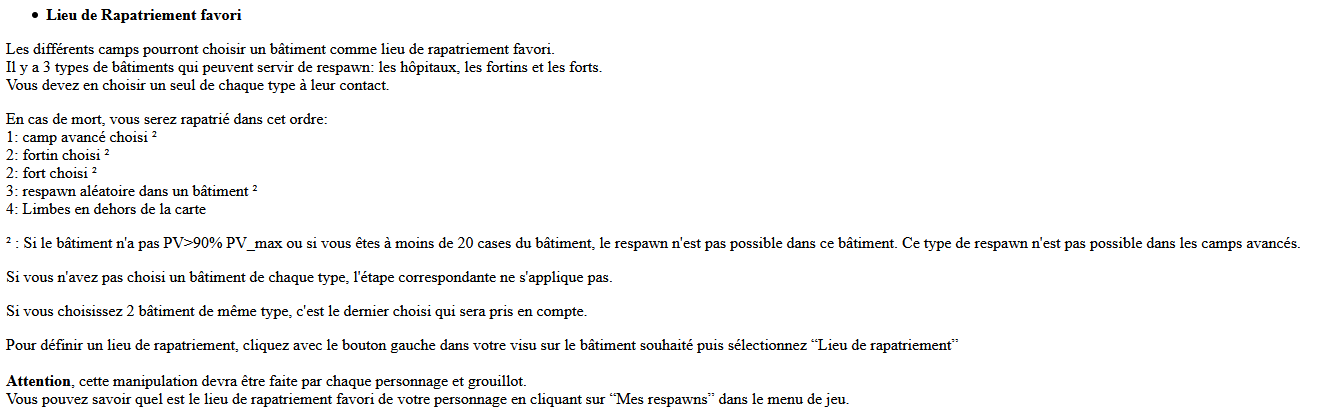 • Lieu de Rapatriement favori
Les différents camps pourront choisir un bâtiment comme lieu de rapatriement favori.
Il y a 3 types de bâtiments qui peuvent servir de respawn: les hôpitaux, les fortins et les forts.
Vous devez en choisir un seul de chaque type à leur contact.
En cas de mort, vous serez rapatrié dans cet ordre:
1: camp avancé choisi ²
2: fortin choisi ²
2: fort choisi ²
3: respawn aléatoire dans un bâtiment ²
4: Limbes en dehors de la carte
² : Si le bâtiment n'a pas PV>90% PV_max ou si vous êtes à moins de 20 cases du bâtiment, le respawn n'est pas possible dans ce bâtiment. Ce type de respawn n'est pas possible dans les camps avancés.
Si vous n'avez pas choisi un bâtiment de chaque type, l'étape correspondante ne s'applique pas.
Si vous choisissez 2 bâtiment de même type, c'est le dernier choisi qui sera pris en compte.
Pour définir un lieu de rapatriement, cliquez avec le bouton gauche dans votre visu sur le bâtiment souhaité puis sélectionnez “Lieu de rapatriement”
Attention, cette manipulation devra être faite par chaque personnage et grouillot.
Vous pouvez savoir quel est le lieu de rapatriement favori de votre personnage en cliquant sur “Mes respawns” dans le menu de jeu.